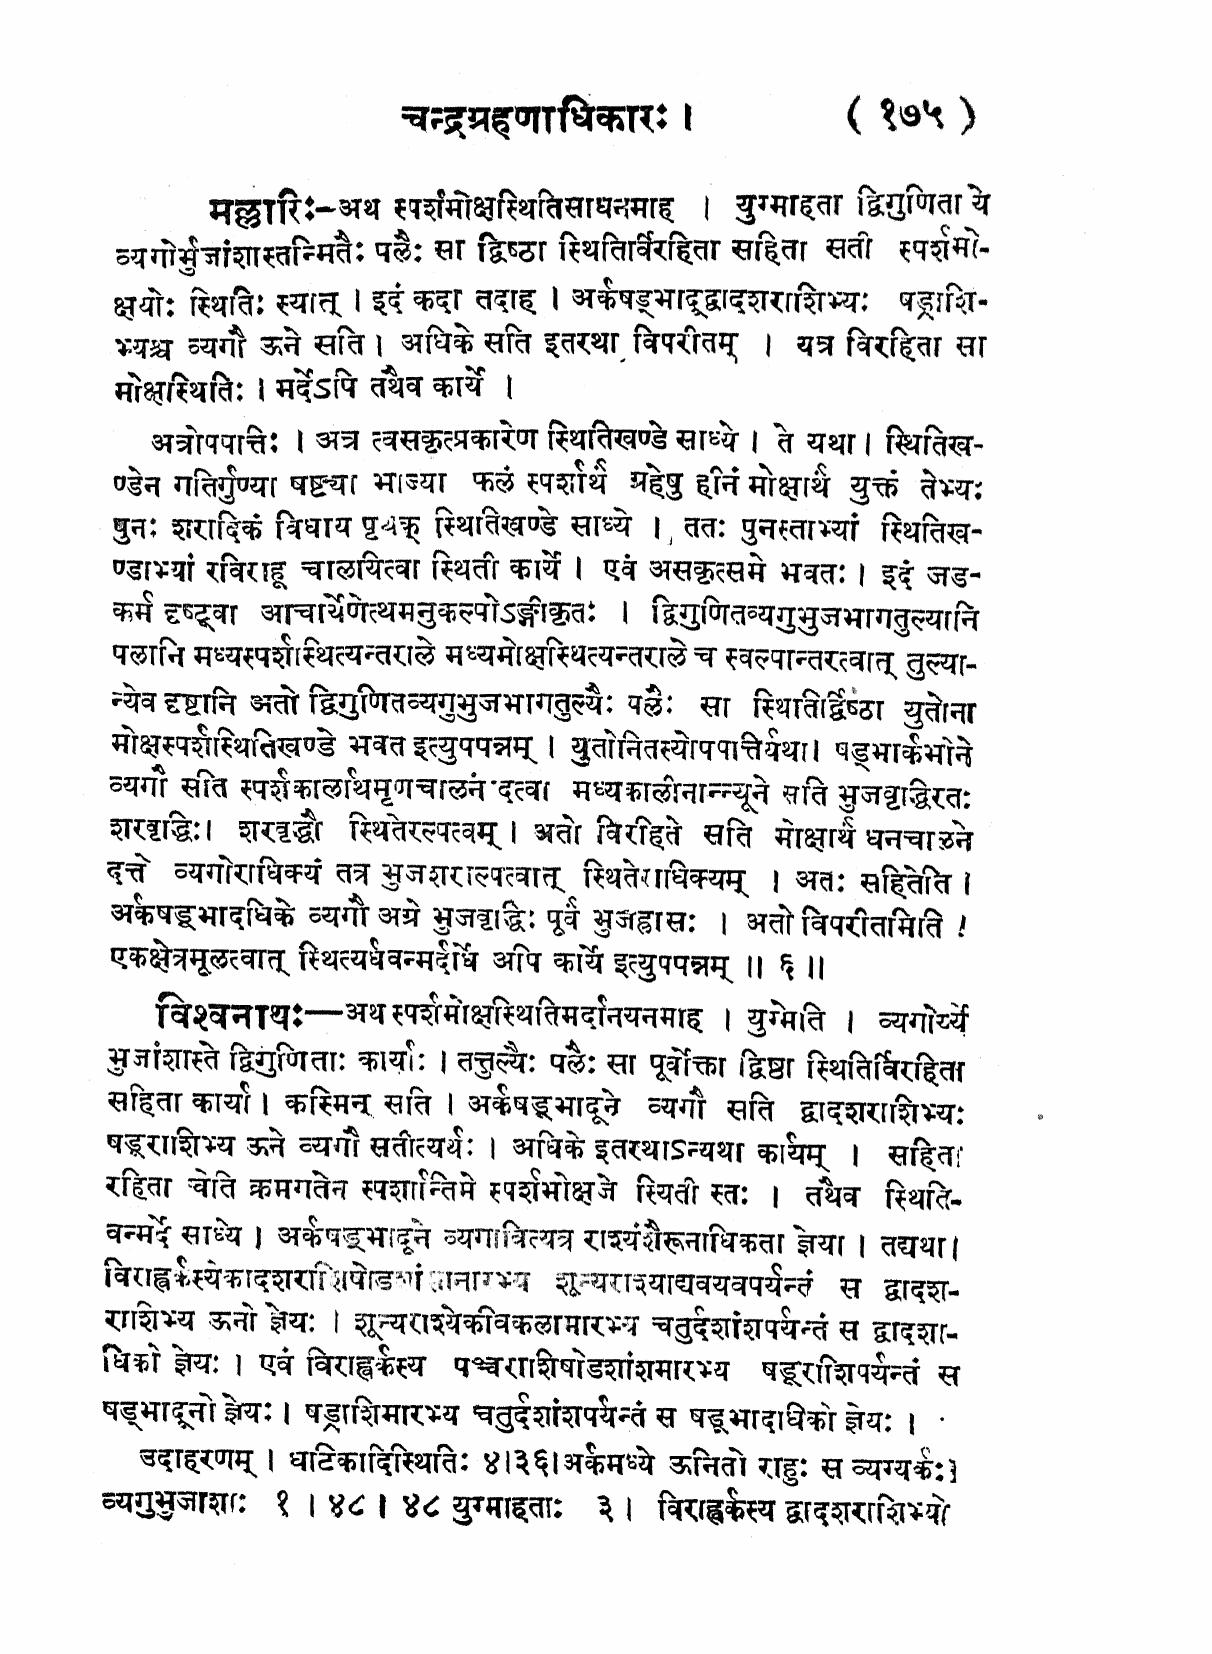 चन्द्रग्रहणाधिकारः । ( १७५ )
मल्लारिः–अथ स्पर्शमोक्षस्थितिसाधनमाह । युग्माहता द्विगुणिता ये
व्यगोर्भुजांशास्तन्मितैः पलैः सा द्विष्ठा स्थितिर्विरहिता सहिता सती स्पर्शमो-
क्षयोः स्थितिः स्यात् । इदं कदा तदाह । अर्कषड्भाद्द्वादशराशिभ्यः षड्राशि-
भ्यश्च व्यगौ ऊने सति । अधिके सति इतरथा विपरीतम् । यत्र विरहिता सा
मोक्षस्थितिः । मर्देऽपि तथैव कार्ये ।
अत्रोपपात्तिः । अत्र त्वसकृत्प्रकारेण स्थितिखण्डे साध्ये । ते यथा । स्थितिख-
ण्डेन गतिर्गुण्या षष्ट्या भाज्या फलं स्पर्शार्थं ग्रहेषु हीनं मोक्षार्थं युक्तं तेभ्यः
पुनः शरादिकं विधाय पृथक् स्थितिखण्डे साध्ये । ततः पुनस्ताभ्यां स्थितिख-
ण्डाभ्यां रविराहू चालयित्वा स्थिती कार्ये । एवं असकृत्समे भवतः । इदं जड-
कर्म दृष्ट्वा आचार्येणेत्थमनुकल्पोऽङ्गीकृतः । द्विगुणितव्यगुभुजभागतुल्यानि
पलानि मध्यस्पर्शास्थित्यन्तराले मध्यमोक्षस्थित्यन्तराले च स्वल्पान्तरत्वात् तुल्या-
न्येव दृष्टानि अतो द्विगुणितव्यगुभुजभागतुल्यैः पलैः सा स्थितिर्द्विष्ठा युतोना
मोक्षस्पर्शस्थितिखण्डे भवत इत्युपपन्नम् । युतोनितस्योपपात्तिर्यथा। षड्भार्कभोने
व्यगौ सति स्पर्शकालार्थमृणचालनं दत्वा मध्यकालीनान्न्यूने सति भुजवृाद्धिरतः
शरवृाद्धिः। शरवृद्धौ स्थितेरल्पत्वम् । अतो विरहिते सति मोक्षार्थं धनचालने
दत्ते व्यगोराधिक्यं तत्र भुजशराल्पत्वात् स्थितेराधिक्यम् । अतः सहितेति ।
अर्कषड्भादधिके व्यगौ अग्रे भुजवृाद्धिः पूर्वं भुजह्रासः । अतो विपरीतमिति !
एकक्षेत्रमूलत्वात् स्थित्यर्धवन्मर्दार्धे अपि कार्ये इत्युपपन्नम् ॥ ६ ॥
विश्वनाथः—अथ स्पर्शमोक्षस्थितिमर्दानयनमाह । युग्मेति । व्यगोर्य्ये
भुजांशास्ते द्विगुणिताः कार्याः । तत्तुल्यैः पलैः सा पूर्वोक्ता द्विष्ठा स्थितिर्विरहिता
सहिता कार्या। कस्मिन् सति । अर्कषड्भादूने व्यगौ सति द्वादशराशिभ्यः
षड्राशिभ्य ऊने व्यगौ सतीत्यर्थः । अधिके इतरथाऽन्यथा कार्यम् । सहिता
रहिता चेति क्रमगतेन स्पर्शान्तिमे स्पर्शमोक्षजे स्थिती स्तः । तथैव स्थिति-
वन्मर्दे साध्ये । अर्कषड्भादूने व्यगावित्यत्र राश्यंशैरूनाधिकता ज्ञेया । तद्यथा।
विराह्वर्कस्येकादशराशिषोडशांशानारभ्य शून्यराश्याद्यवयवपर्यन्तं स द्वादश-
राशिभ्य ऊनो ज्ञेयः । शून्यराश्येकविकलामारभ्य चतुर्दशांशपर्यन्तं स द्वादशा-
धिको ज्ञेयः । एवं विराह्वर्कस्य पञ्चराशिषोडशांशमारभ्य षड्राशिपर्यन्तं स
षड्भादूनो ज्ञेयः । षड्राशिमारभ्य चतुर्दशांशपर्यन्तं स षड्भादाधिको ज्ञेयः ।
उदाहरणम् । घाटिकादिस्थितिः ४।३६।अर्कमध्ये ऊनितो राहुः स व्यग्वर्कः।
व्यगुभुजाशाः १ । ४८ । ४८ युग्माहताः ३ । विराह्वर्कस्य द्वादशराशिभ्यो